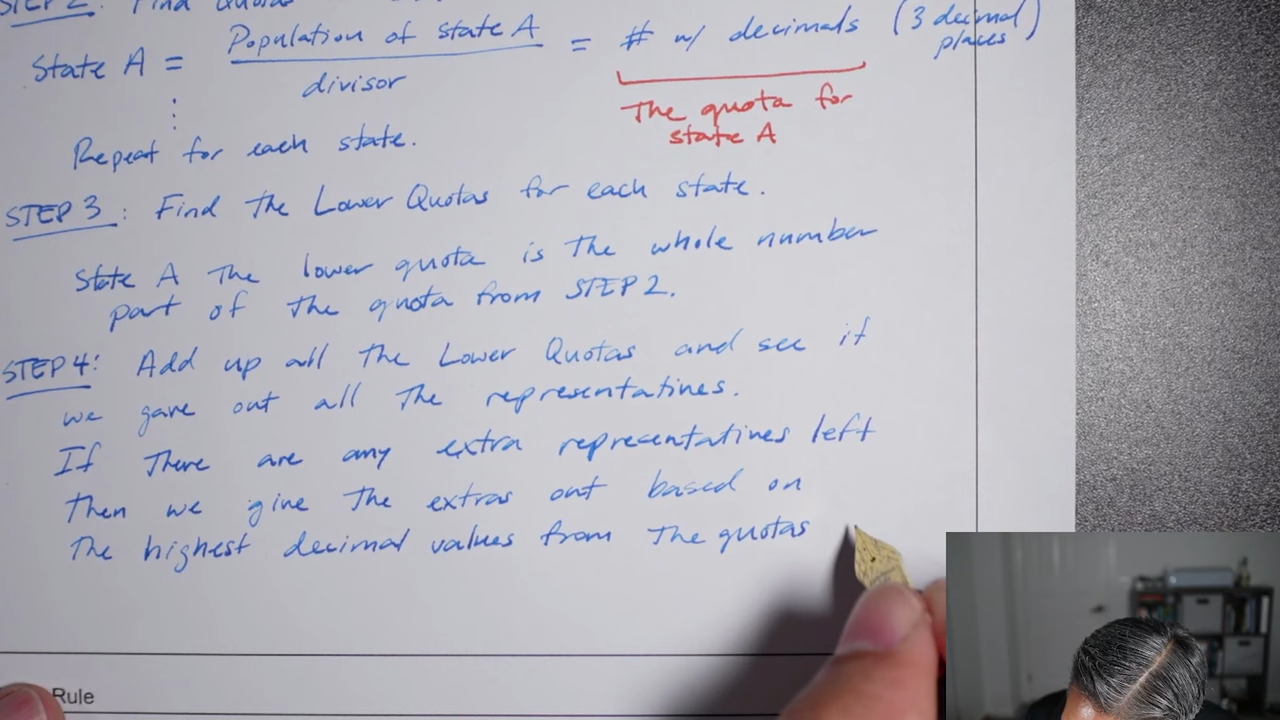 STEP 2: Find Quotas
State A = Population of state A / divisor = # w/ decimals (3 decimal places)
The quota for
state A
⋮
Repeat for each state.
STEP 3: Find the Lower Quotas for each state.
State A the lower quota is the whole number
part of the quota from STEP 2.
STEP 4: Add up all the Lower Quotas and see if
we gave out all the representatives.
If there are any extra representatives left
then we give the extras out based on
the highest decimal values from the quotas
Rule